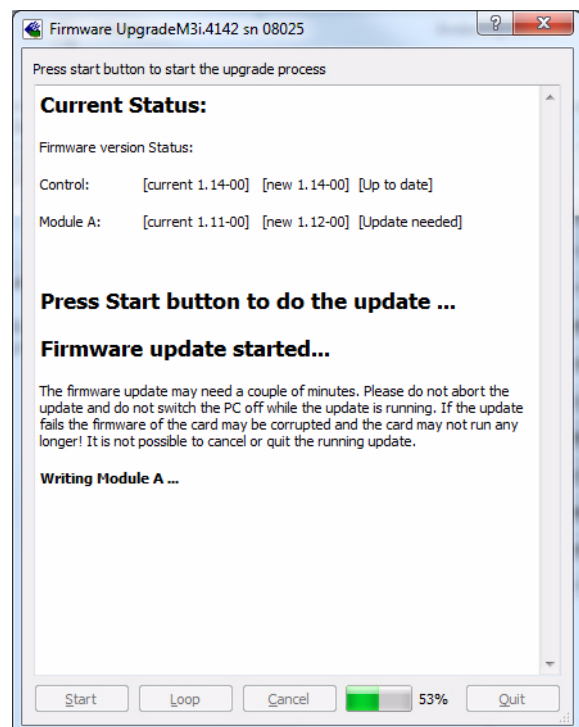 Firmware UpgradeM3i.4142 sn 08025
Press start button to start the upgrade process
Current Status:
Firmware version Status:
Control: [current 1.14-00] [new 1.14-00] [Up to date]
Module A: [current 1.11-00] [new 1.12-00] [Update needed]
Press Start button to do the update ...
Firmware update started...
The firmware update may need a couple of minutes. Please do not abort the
update and do not switch the PC off while the update is running. If the update
fails the firmware of the card may be corrupted and the card may not run any
longer! It is not possible to cancel or quit the running update.
Writing Module A ...
Start Loop Cancel 53% Quit